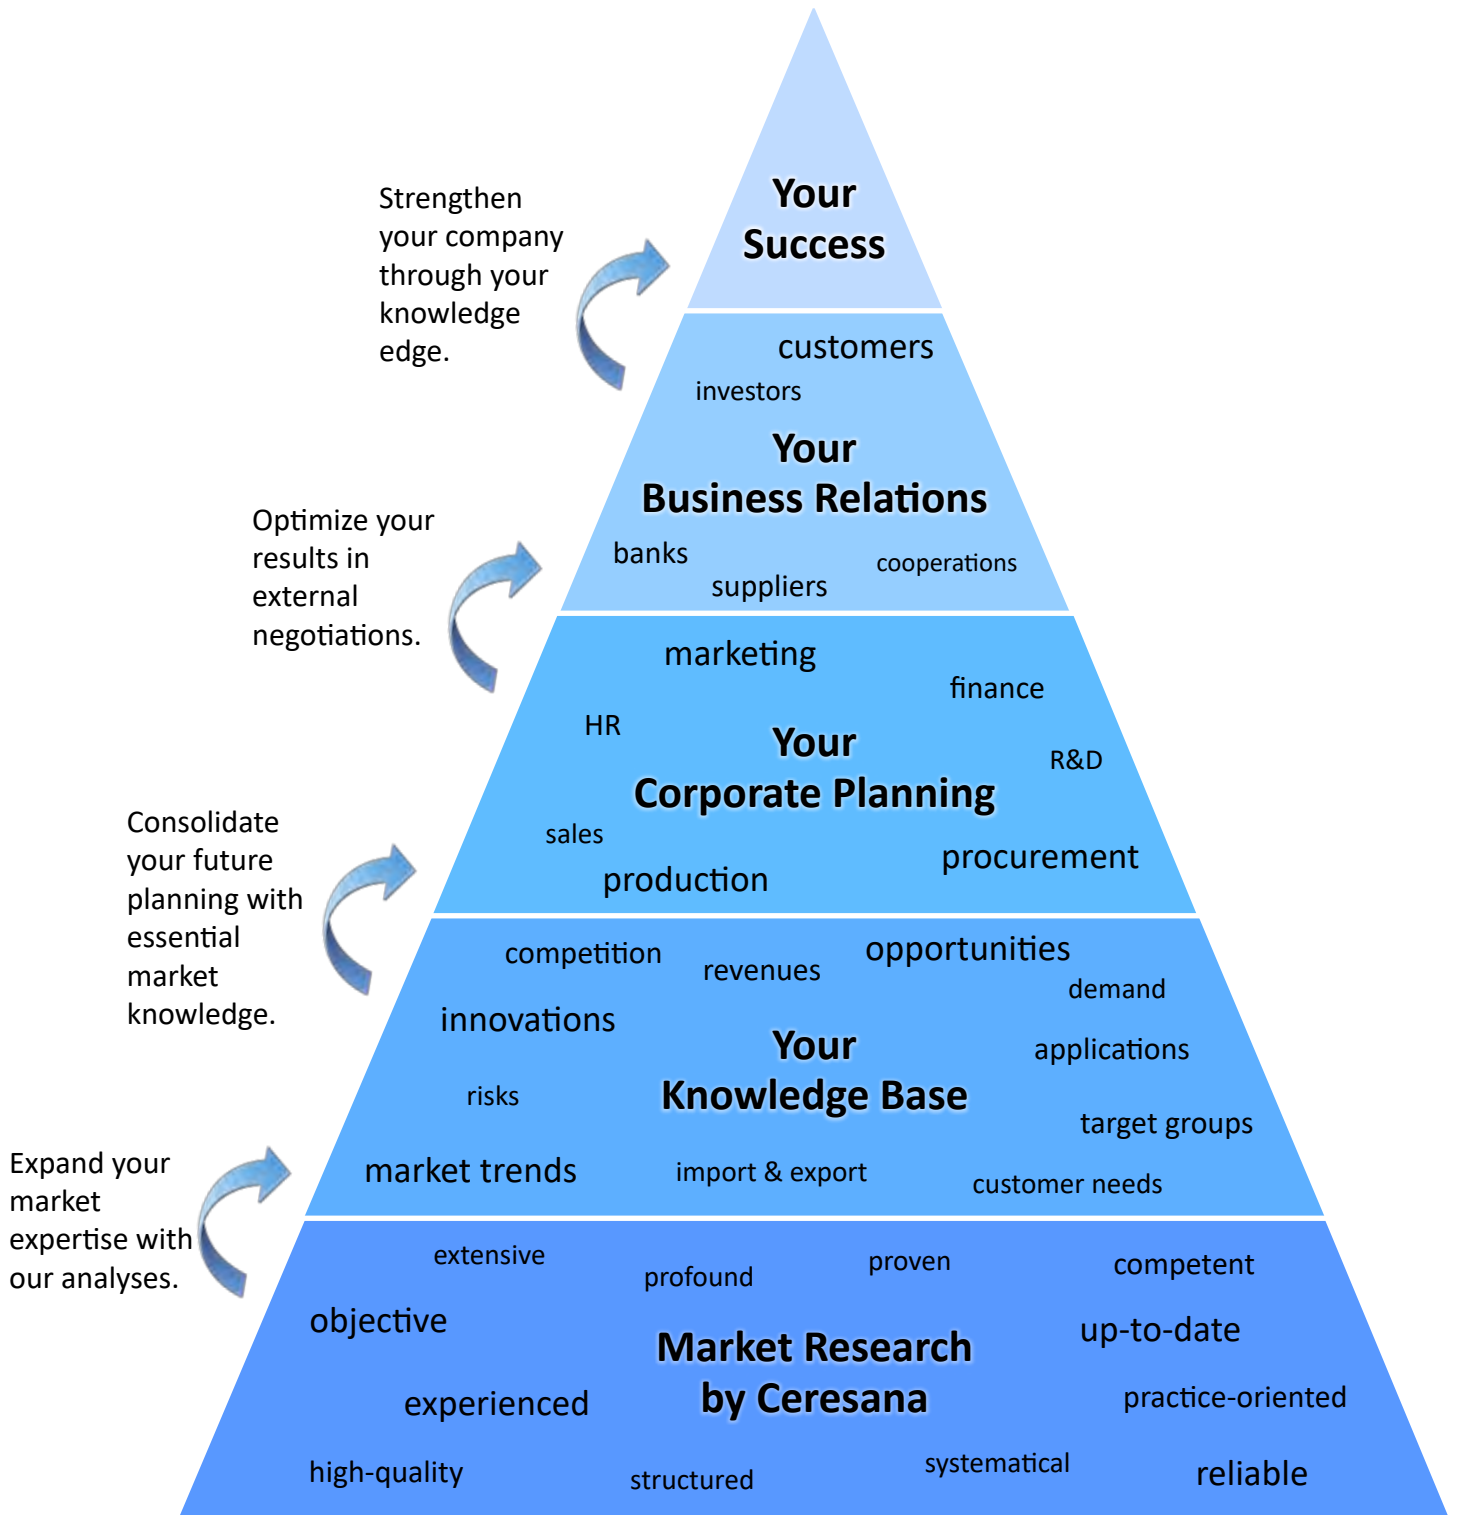 Your
Success
Strengthen
your company
through your
knowledge
edge.
customers
investors
Your
Business Relations
banks
cooperations
suppliers
Optimize your
results in
external
negotiations.
marketing
finance
HR
Your
R&D
Corporate Planning
sales
procurement
production
Consolidate
your future
planning with
essential
market
knowledge.
competition
revenues
opportunities
demand
innovations
Your
applications
Knowledge Base
risks
target groups
market trends
import & export
customer needs
Expand your
market
expertise with
our analyses.
extensive
profound
proven
competent
objective
up-to-date
Market Research
by Ceresana
experienced
practice-oriented
high-quality
structured
systematical
reliable